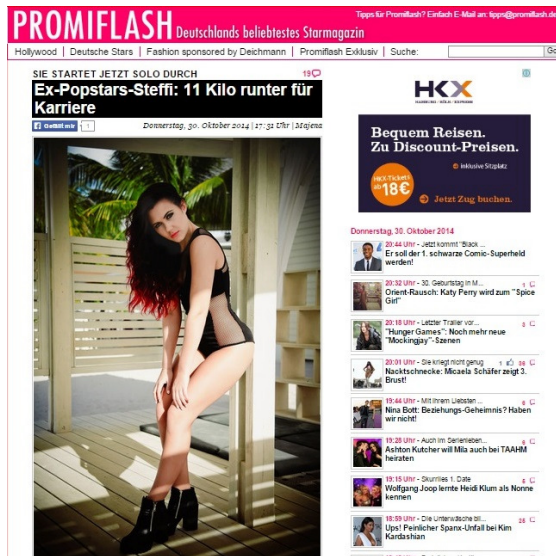 PROMIFLASH Deutschlands beliebtestes Starmagazin
Tipps für Promiflash? Einfach E-Mail an: tipps@promiflash.de
Hollywood | Deutsche Stars | Fashion sponsored by Deichmann | Promiflash Exklusiv | Suche:
SIE STARTET JETZT SOLO DURCH
19
Ex-Popstars-Steffi: 11 Kilo runter für
Karriere
Gefällt mir 1
Donnerstag, 30. Oktober 2014 | 17:31 Uhr | Majena
HKX
HAMBURG KÖLN EXPRESS
Bequem Reisen.
Zu Discount-Preisen.
inklusive Sitzplatz
HKX-Tickets
ab 18€
Jetzt Zug buchen.
Donnerstag, 30. Oktober 2014
20:44 Uhr - Jetzt kommt "Black ...
Er soll der 1. schwarze Comic-Superheld
werden!
20:32 Uhr - 30. Geburtstag in M... 1
Orient-Rausch: Katy Perry wird zum "Spice
Girl"
20:18 Uhr - Letzter Trailer vor...
"Hunger Games": Noch mehr neue
"Mockingjay"-Szenen
20:01 Uhr - Sie kriegt nicht genug 1
Nacktschnecke: Micaela Schäfer zeigt 3.
Brust!
19:44 Uhr - Mit Ihrem Liebsten ...
Nina Bott: Beziehungs-Geheimnis? Haben
wir nicht!
19:28 Uhr - Auch im Serienleben...
Ashton Kutcher will Mila auch bei TAAHM
heiraten
19:15 Uhr - Skurriles 1. Date
Wolfgang Joop lernte Heidi Klum als Nonne
kennen
18:59 Uhr - Die Unterwäsche bli...
Ups! Peinlicher Spanx-Unfall bei Kim
Kardashian